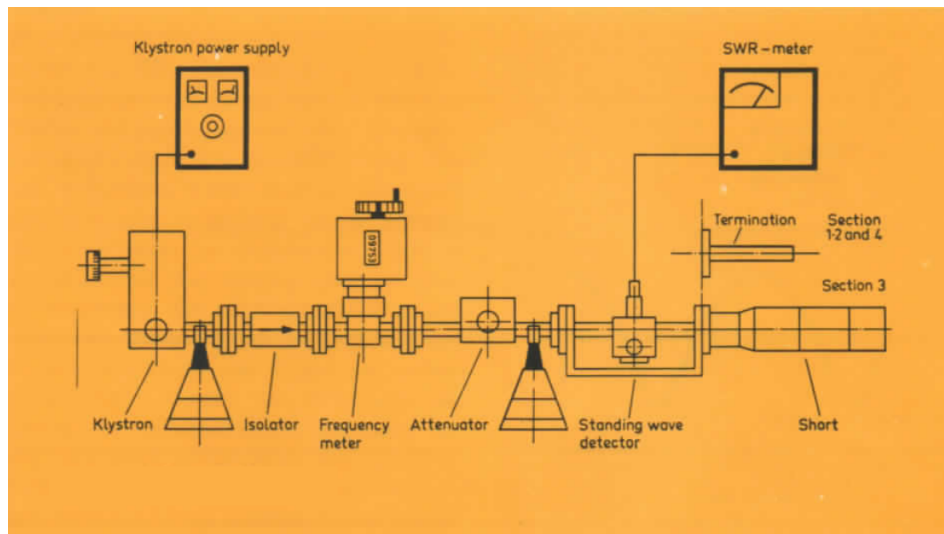 Klystron power supply
SWR - meter
Termination
Section
1-2 and 4
09753
Section 3
Klystron
Isolator
Frequency
meter
Attenuator
Standing wave
detector
Short